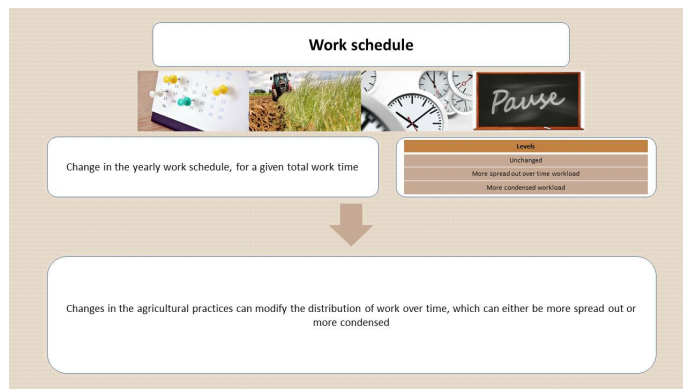 Work schedule
Pause
Change in the yearly work schedule, for a given total work time
Levels
Unchanged
More spread out over time workload
More condensed workload
Changes in the agricultural practices can modify the distribution of work over time, which can either be more spread out or
more condensed